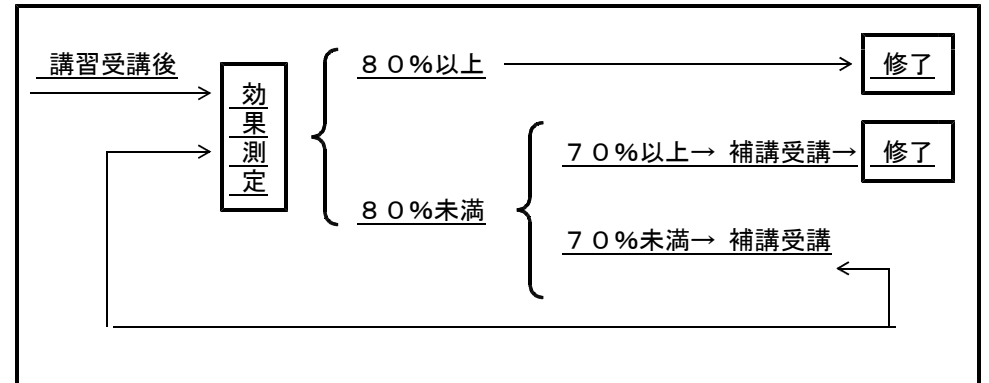 講習受講後
効果測定
８０％以上
修了
８０％未満
７０％以上→ 補講受講→
修了
７０％未満→ 補講受講